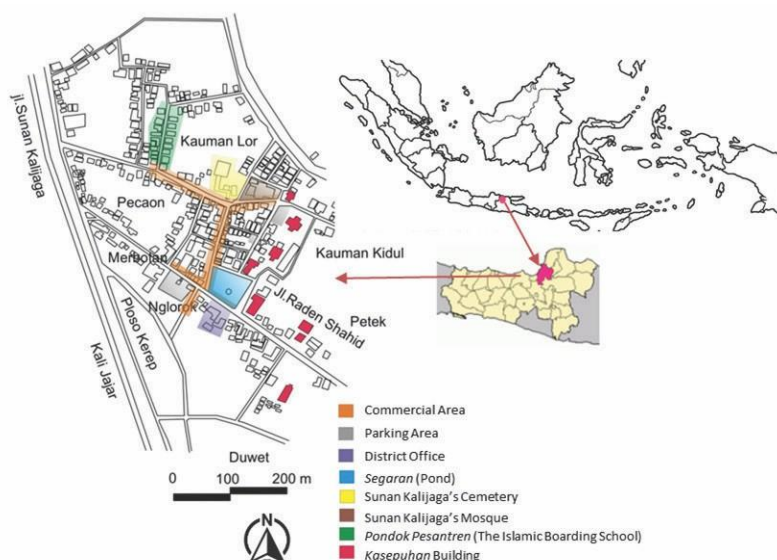 jl.Sunan Kalijaga
Kauman Lor
Pecaon
Merbotan
Kauman Kidul
Nglorok
Jl.Raden Shahid
Ploso Kerep
Petek
Kali Jajar
Duwet
0 100 200 m
N
Commercial Area
Parking Area
District Office
Segaran (Pond)
Sunan Kalijaga's Cemetery
Sunan Kalijaga's Mosque
Pondok Pesantren (The Islamic Boarding School)
Kasepuhan Building